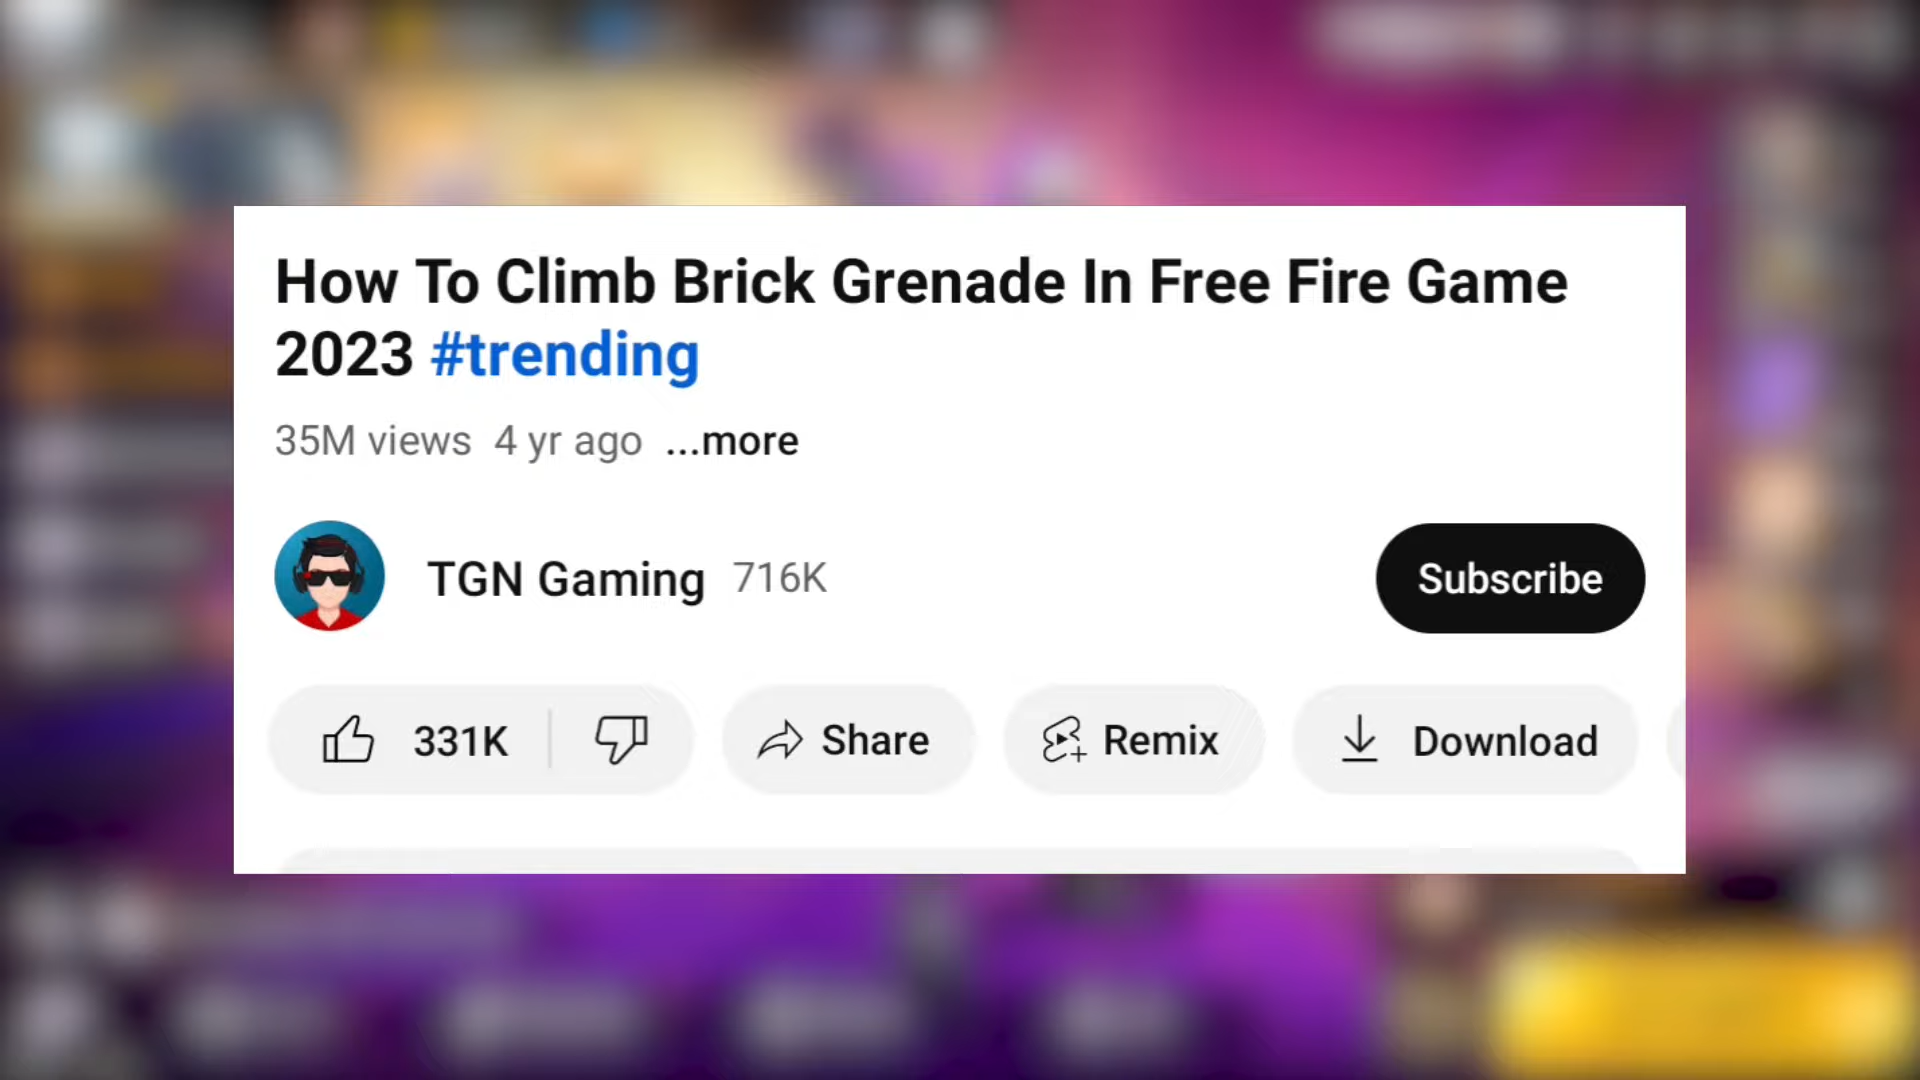 How To Climb Brick Grenade In Free Fire Game
2023 #trending
35M views 4 yr ago ...more
TGN Gaming 716K
Subscribe
331K Share Remix Download